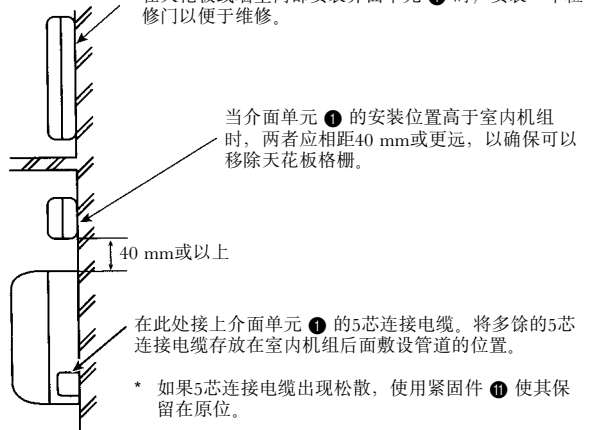 修门以便于维修。
当介面单元 ❶ 的安装位置高于室内机组
时，两者应相距40 mm或更远，以确保可以
移除天花板格栅。
40 mm或以上
在此处接上介面单元 ❶ 的5芯连接电缆。将多馀的5芯
连接电缆存放在室内机组后面敷设管道的位置。
* 如果5芯连接电缆出现松散，使用紧固件 ⓫ 使其保
留在原位。